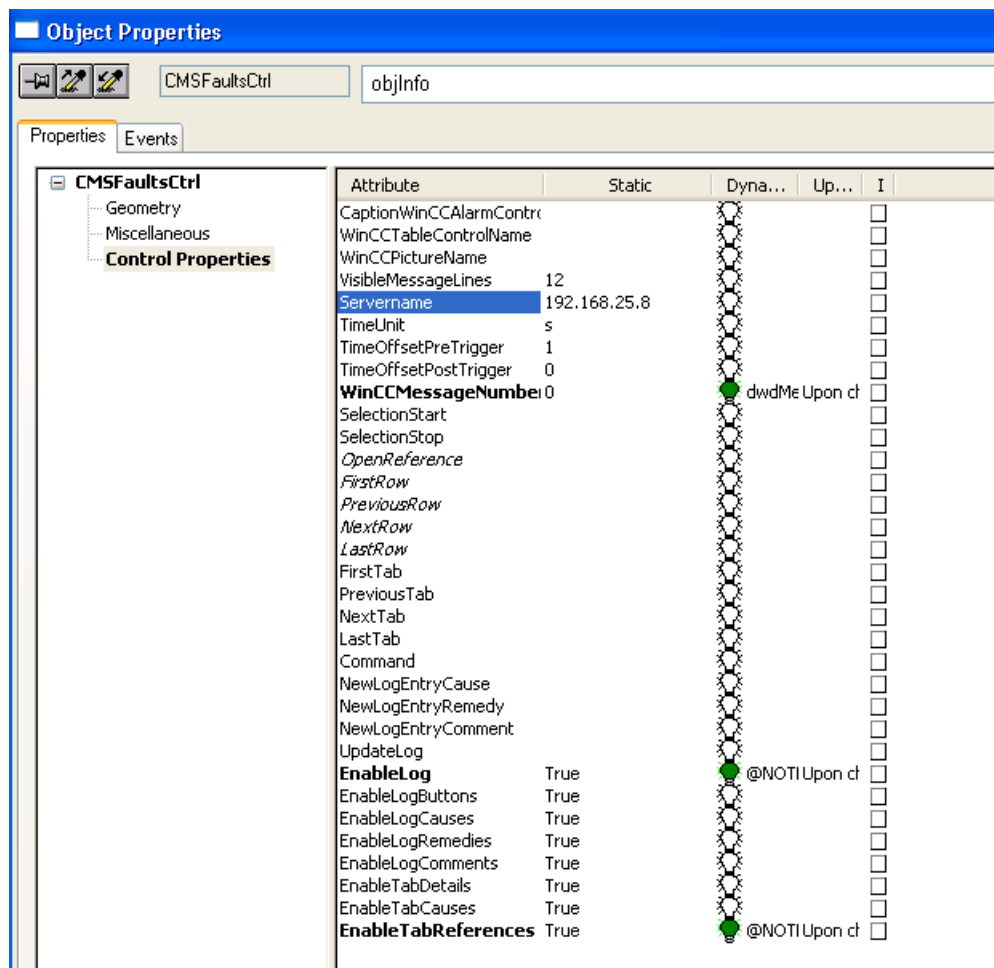 Object Properties
CMSFaultsCtrl objInfo
Properties Events
CMSFaultsCtrl
Geometry
Miscellaneous
Control Properties
Attribute Static Dyna... Up... I
CaptionWinCCAlarmContr
WinCCTableControlName
WinCCPictureName
VisibleMessageLines 12
Servername 192.168.25.8
TimeUnit s
TimeOffsetPreTrigger 1
TimeOffsetPostTrigger 0
WinCCMessageNumber 0 dwdMe Upon ch
SelectionStart
SelectionStop
OpenReference
FirstRow
PreviousRow
NextRow
LastRow
FirstTab
PreviousTab
NextTab
LastTab
Command
NewLogEntryCause
NewLogEntryRemedy
NewLogEntryComment
UpdateLog
EnableLog True @NOTI Upon ch
EnableLogButtons True
EnableLogCauses True
EnableLogRemedies True
EnableLogComments True
EnableTabDetails True
EnableTabCauses True
EnableTabReferences True @NOTI Upon ch